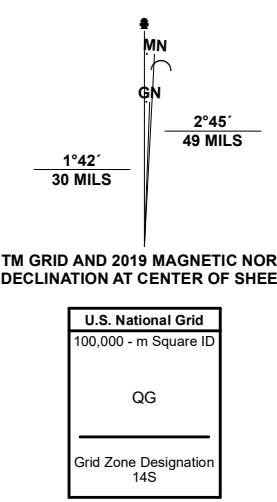 MN
GN
2°45´
49 MILS
1°42´
30 MILS
TM GRID AND 2019 MAGNETIC NOR
DECLINATION AT CENTER OF SHEE
U.S. National Grid
100,000 - m Square ID
QG
Grid Zone Designation
14S